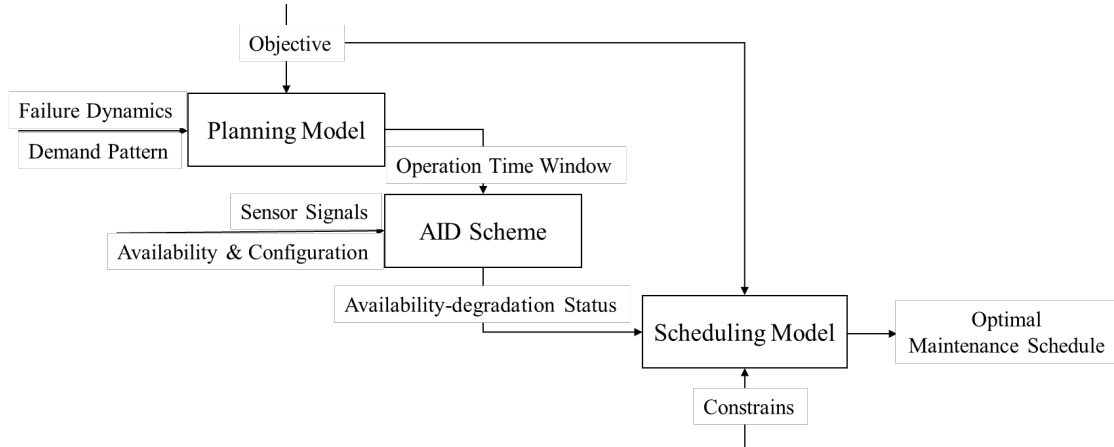 Objective
Failure Dynamics
Planning Model
Demand Pattern
Operation Time Window
Sensor Signals
AID Scheme
Availability & Configuration
Availability-degradation Status
Scheduling Model
Optimal
Maintenance Schedule
Constrains